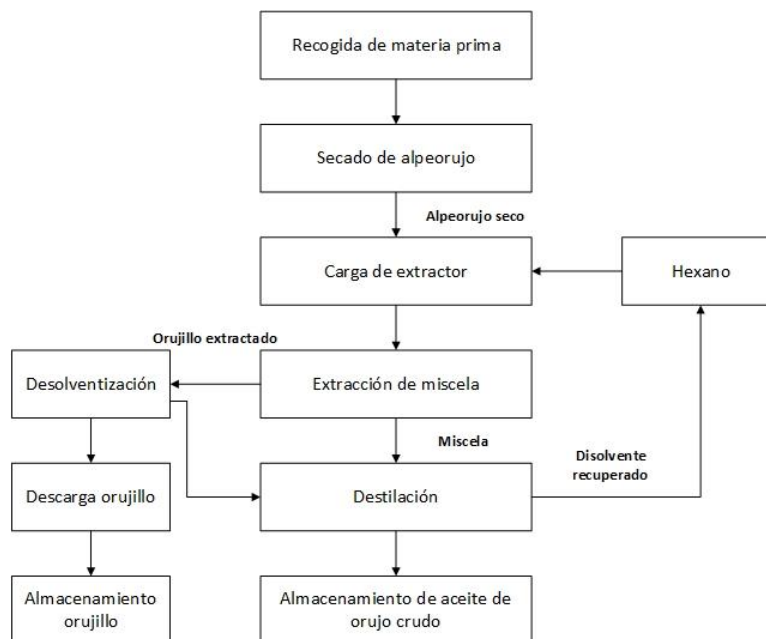 Recogida de materia prima
Secado de alpeorujo
Alpeorujo seco
Carga de extractor
Hexano
Orujillo extractado
Desolventización
Extracción de miscela
Miscela
Disolvente
recuperado
Descarga orujillo
Destilación
Almacenamiento
orujillo
Almacenamiento de aceite de
orujo crudo